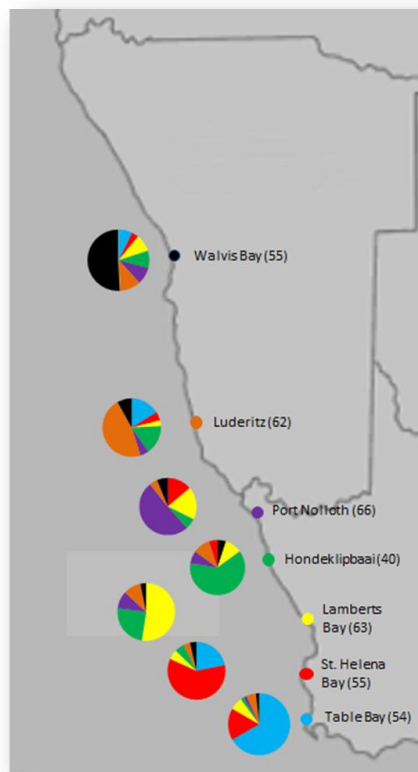 Walvis Bay (55)
Luderitz (62)
Port Nolloth (66)
Hondeklipbaai (40)
Lamberts
Bay (63)
St. Helena
Bay (55)
Table Bay (54)